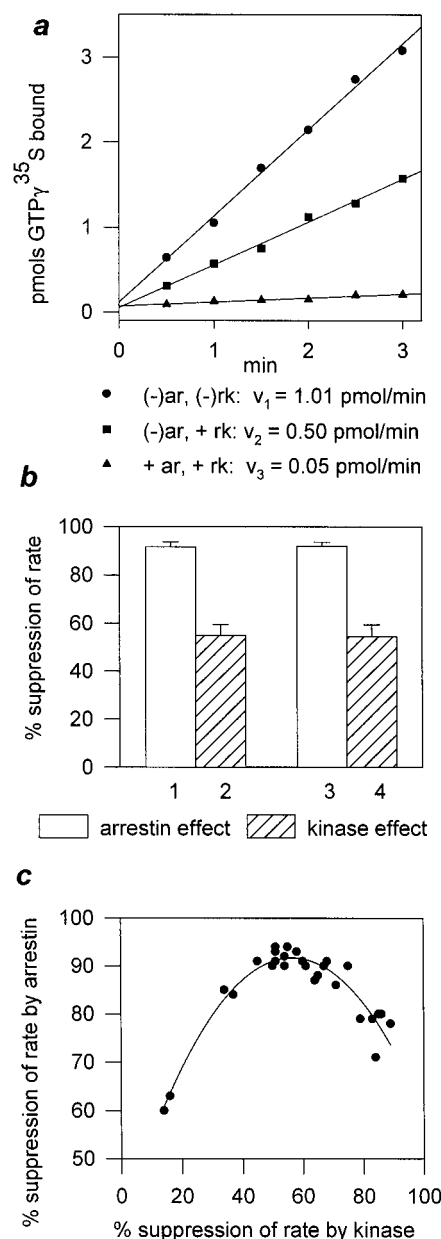 a
pmols GTPγ ³⁵S bound
3
2
1
0
0 1 2 3
min
● (-)ar, (-)rk: v₁ = 1.01 pmol/min
■ (-)ar, + rk: v₂ = 0.50 pmol/min
▲ + ar, + rk: v₃ = 0.05 pmol/min
b
% suppression of rate
100
80
60
40
20
0
1 2 3 4
arrestin effect kinase effect
c
% suppression of rate by arrestin
100
90
80
70
60
50
0 20 40 60 80 100
% suppression of rate by kinase